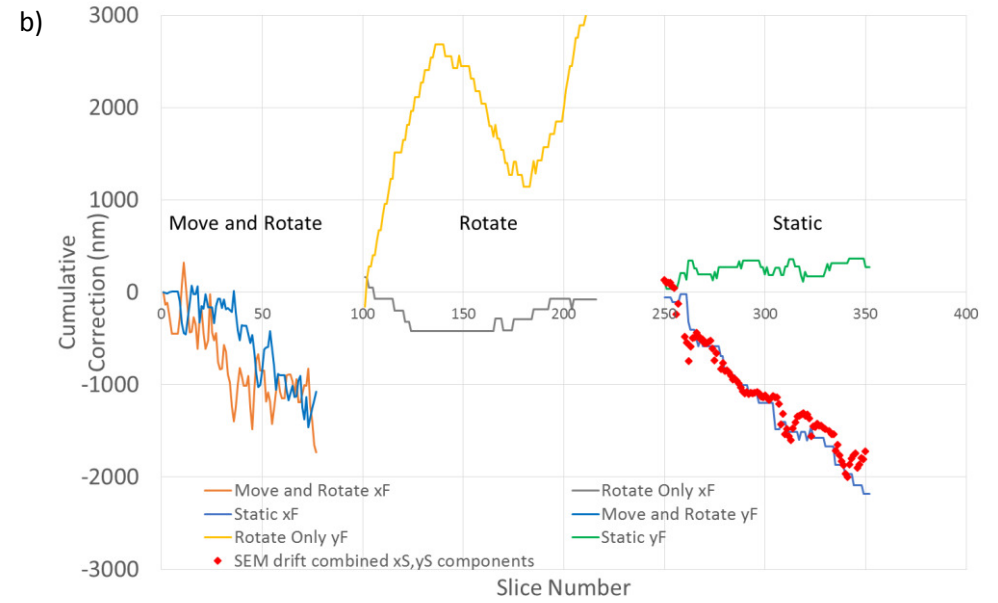 b)
3000
2000
1000
0
-1000
-2000
-3000
Cumulative
Correction (nm)
Move and Rotate
Rotate
Static
0
50
100
150
200
250
300
350
400
Move and Rotate xF
Rotate Only xF
Static xF
Move and Rotate yF
Rotate Only yF
Static yF
SEM drift combined xS,yS components
Slice Number